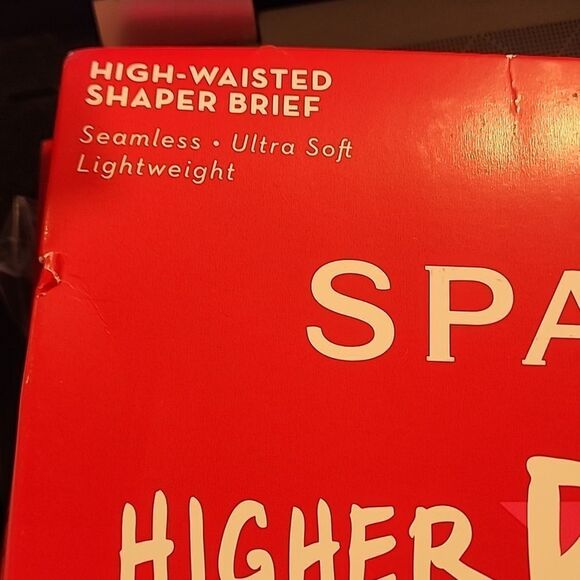 HIGH-WAISTED
SHAPER BRIEF
Seamless • Ultra Soft
Lightweight
SPA
HIGHER